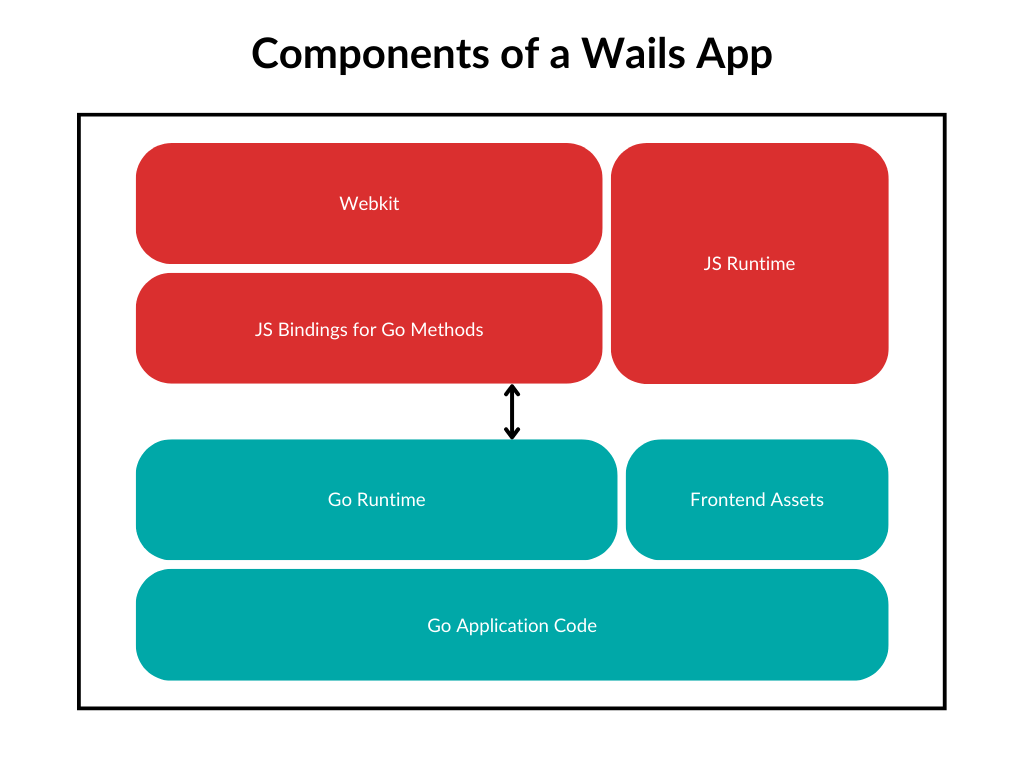 Components of a Wails App
Webkit
JS Runtime
JS Bindings for Go Methods
Go Runtime
Frontend Assets
Go Application Code